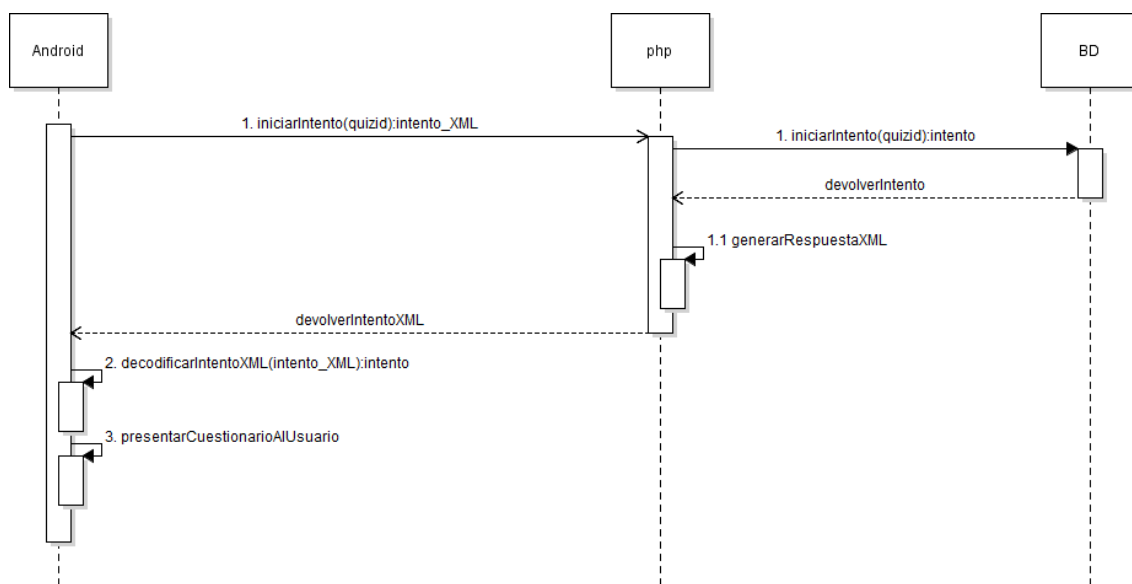 Android
php
BD
1. iniciarIntento(quizid):intento_XML
1. iniciarIntento(quizid):intento
devolverIntento
1.1 generarRespuestaXML
devolverIntentoXML
2. decodificarIntentoXML(intento_XML):intento
3. presentarCuestionarioAlUsuario